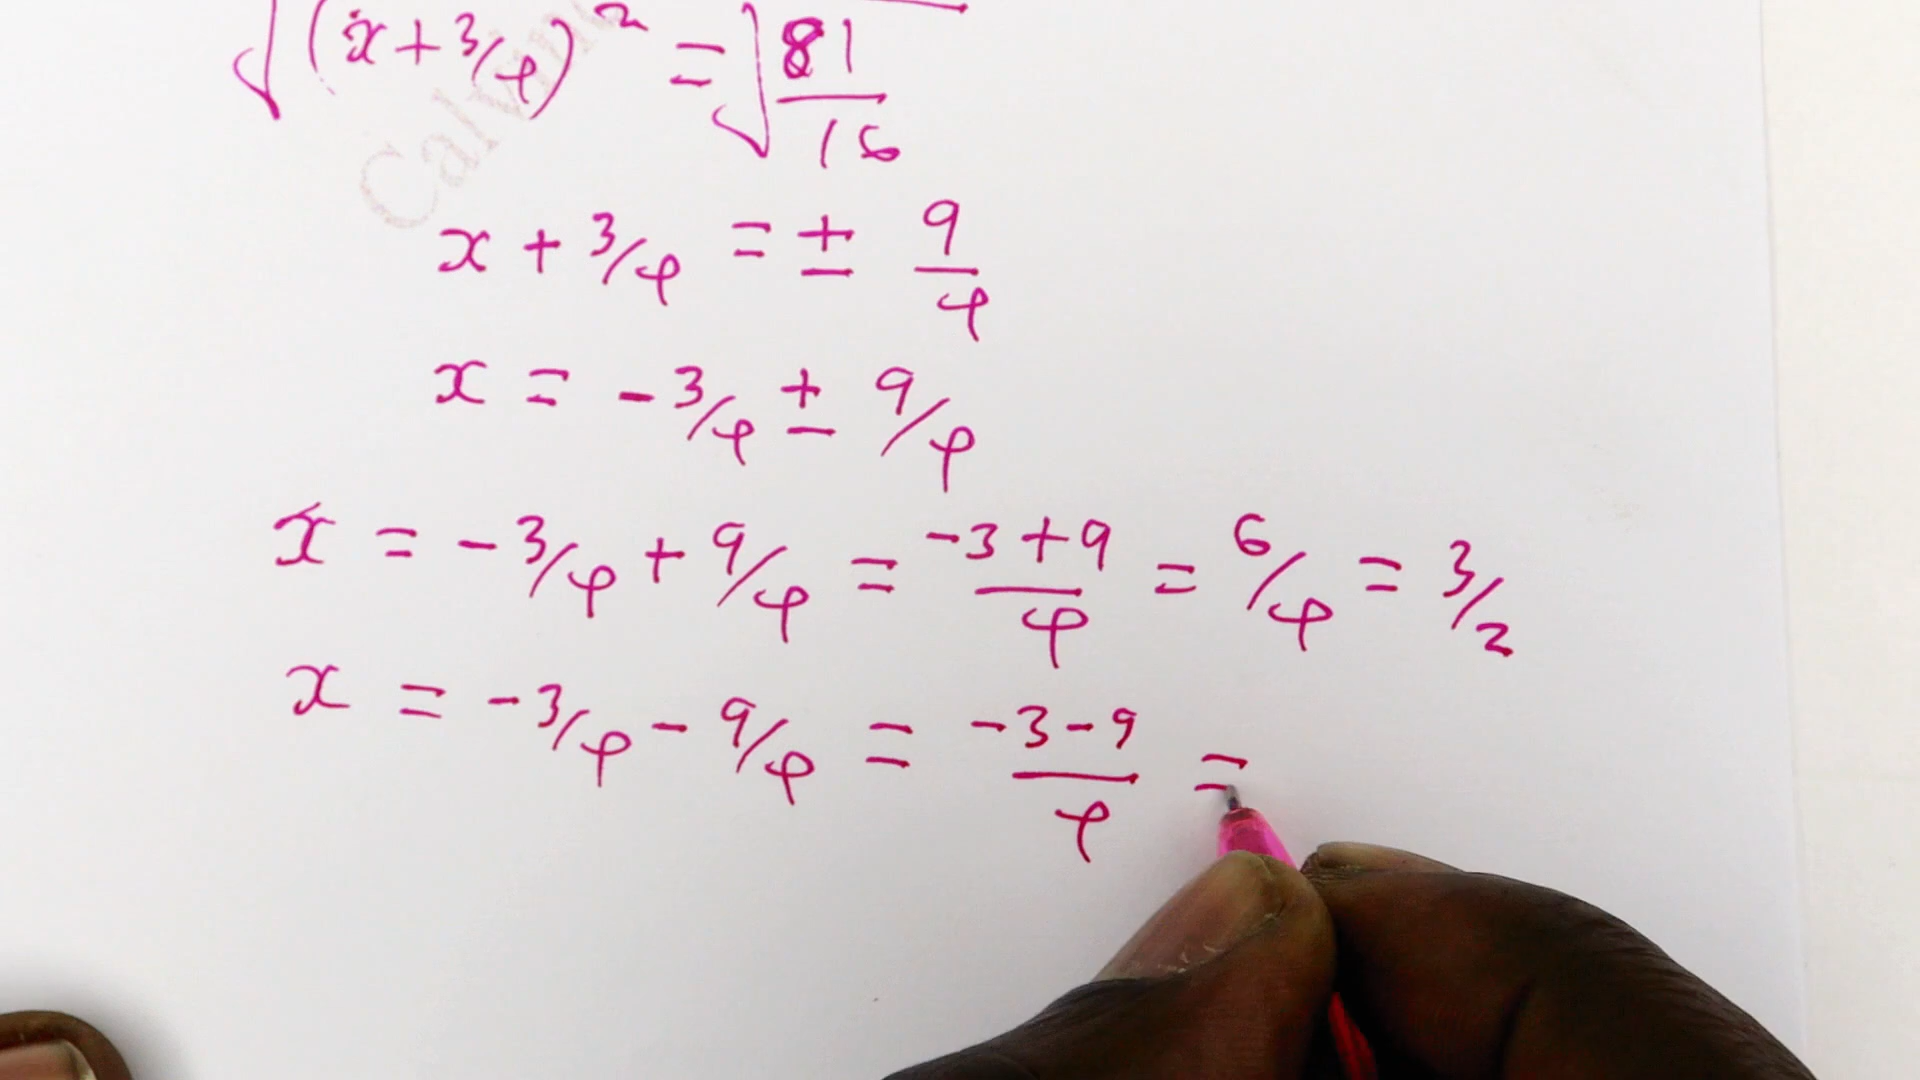 √(x + 3/4)² = √81/16
Calvin
x + 3/4 = ± 9/4
x = - 3/4 ± 9/4
x = - 3/4 + 9/4 = -3 + 9/4 = 6/4 = 3/2
x = - 3/4 - 9/4 = -3 - 9/4 =